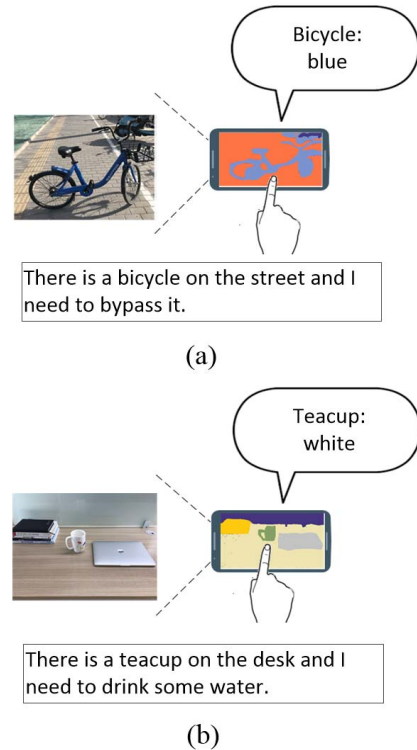 Bicycle:
blue
There is a bicycle on the street and I
need to bypass it.
(a)
Teacup:
white
There is a teacup on the desk and I
need to drink some water.
(b)